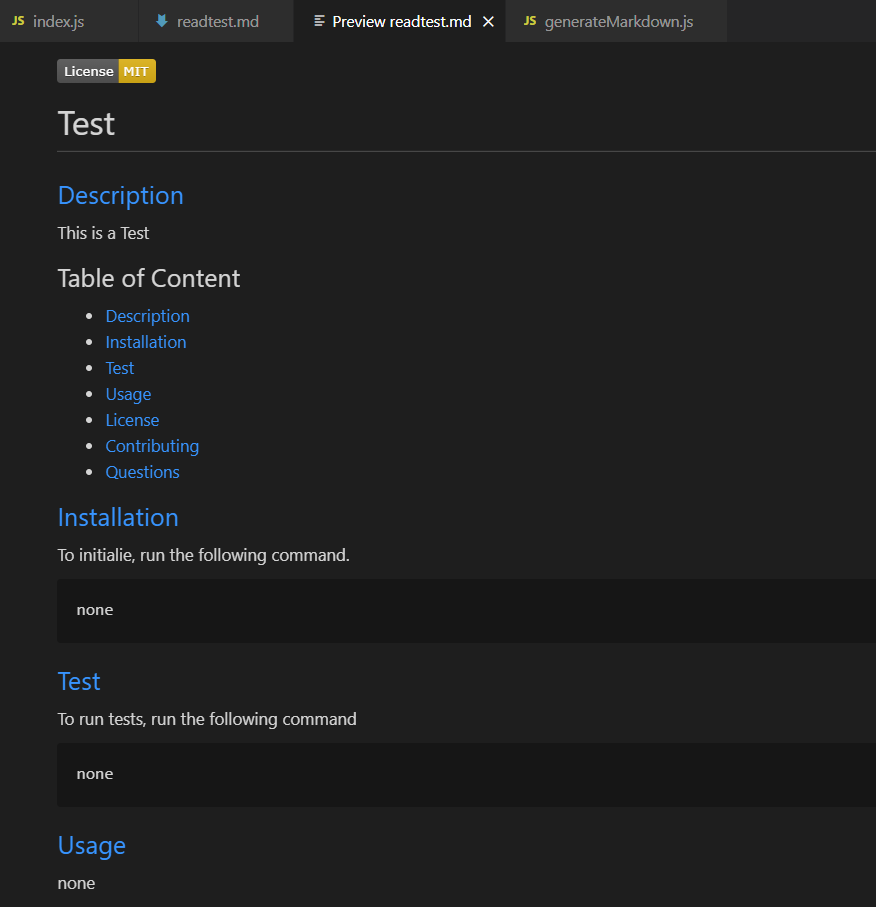 JS index.js readtest.md Preview readtest.md JS generateMarkdown.js
License MIT
Test
Description
This is a Test
Table of Content
Description
Installation
Test
Usage
License
Contributing
Questions
Installation
To initialie, run the following command.
none
Test
To run tests, run the following command
none
Usage
none